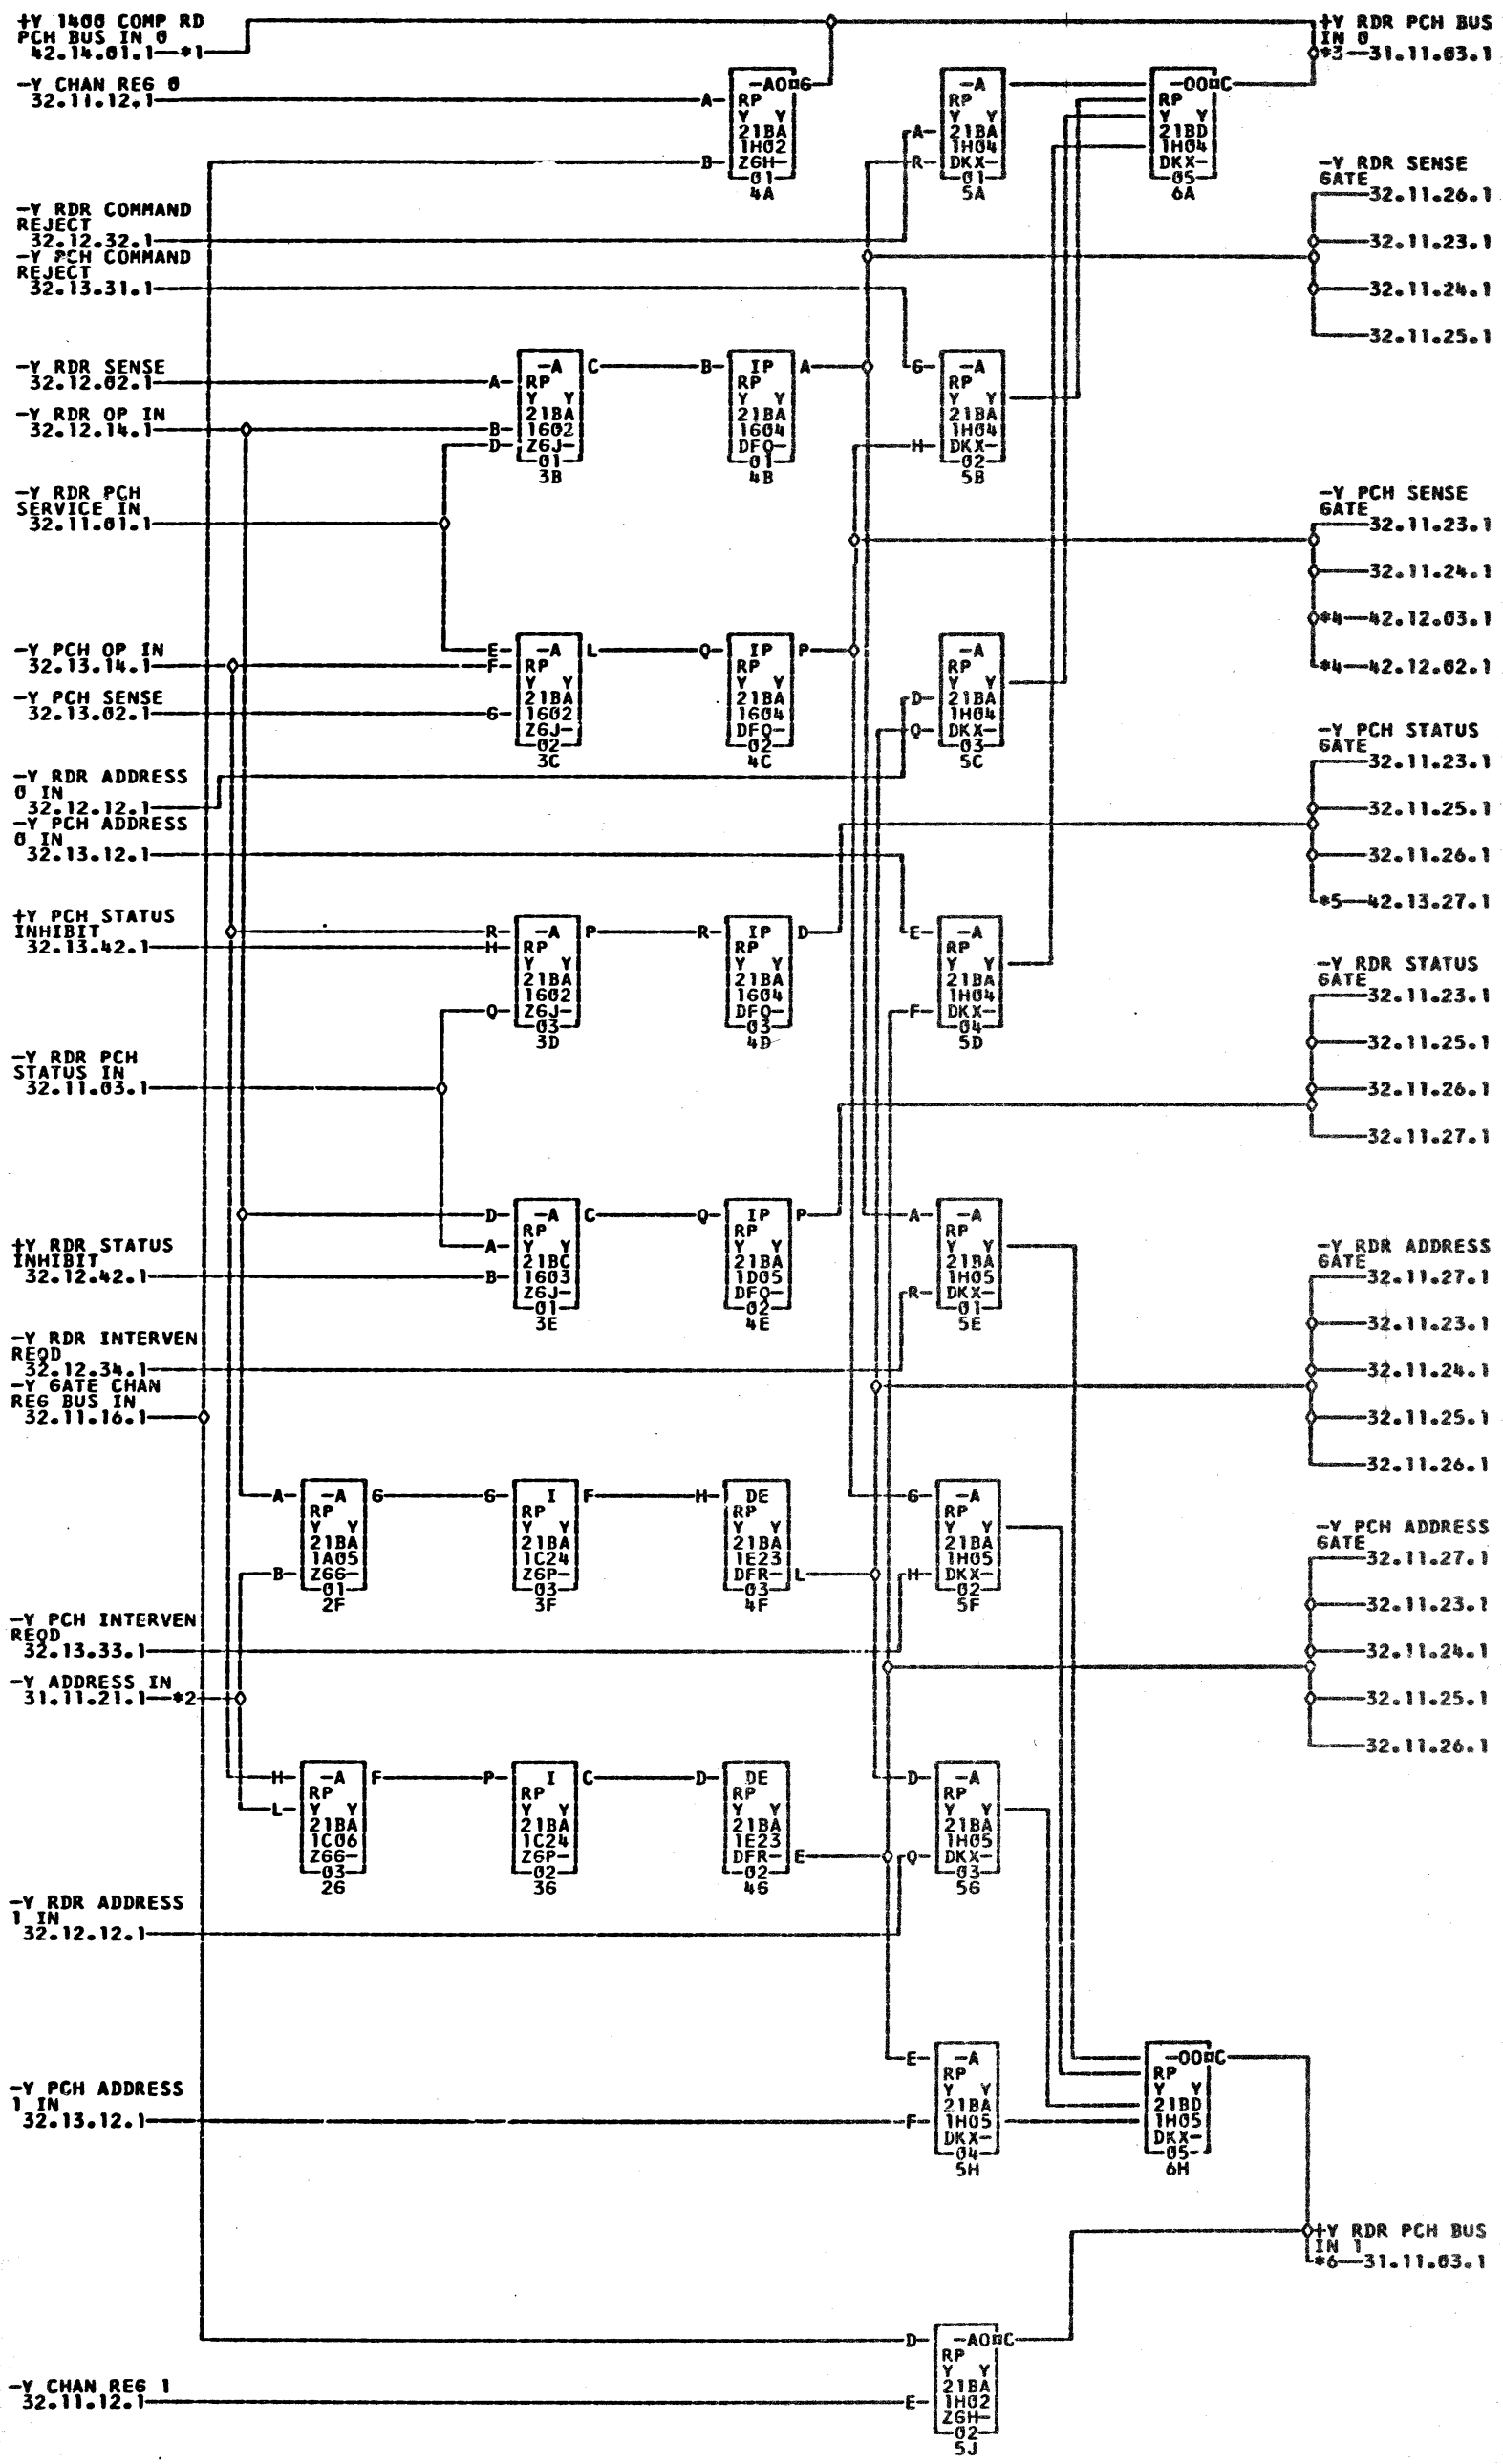 +Y 1400 COMP RD
PCH BUS IN 0
42.14.01.1—*1
-Y CHAN REG 0
32.11.12.1
-Y RDR COMMAND
REJECT
32.12.32.1
-Y PCH COMMAND
REJECT
32.13.31.1
-Y RDR SENSE
32.12.02.1
-Y RDR OP IN
32.12.14.1
-Y RDR PCH
SERVICE IN
32.11.01.1
-Y PCH OP IN
32.13.14.1
-Y PCH SENSE
32.13.02.1
-Y RDR ADDRESS
0 IN
32.12.12.1
-Y PCH ADDRESS
0 IN
32.13.12.1
+Y PCH STATUS
INHIBIT
32.13.42.1
-Y RDR PCH
STATUS IN
32.11.03.1
+Y RDR STATUS
INHIBIT
32.12.42.1
-Y RDR INTERVEN
REQD
32.12.34.1
-Y GATE CHAN
REG BUS IN
32.11.16.1
-Y PCH INTERVEN
REQD
32.13.33.1
-Y ADDRESS IN
31.11.21.1—*2
-Y RDR ADDRESS
1 IN
32.12.12.1
-Y PCH ADDRESS
1 IN
32.13.12.1
-Y CHAN REG 1
32.11.12.1
A
B
-AO G
RP
Y Y
21BA
1H02
Z6H-
01
4A
A
R
-A
RP
Y Y
21BA
1H04
DKX-
01
5A
-OO C
RP
Y Y
21BD
1H04
DKX-
05
6A
A
B
D
-A C
RP
Y Y
21BA
1602
Z6J-
01
3B
B
IP A
RP
Y Y
21BA
1604
DFQ-
01
4B
G
H
-A
RP
Y Y
21BA
1H04
DKX-
02
5B
E
F
G
-A L
RP
Y Y
21BA
1602
Z6J-
02
3C
Q
IP P
RP
Y Y
21BA
1604
DFQ-
02
4C
D
Q
-A
RP
Y Y
21BA
1H04
DKX-
03
5C
R
H
Q
-A P
RP
Y Y
21BA
1602
Z6J-
03
3D
R
IP D
RP
Y Y
21BA
1604
DFQ-
03
4D
E
F
-A
RP
Y Y
21BA
1H04
DKX-
04
5D
D
A
B
-A C
RP
Y Y
21BC
1603
Z6J-
01
3E
Q
IP P
RP
Y Y
21BA
1D05
DFQ-
02
4E
A
R
-A
RP
Y Y
21BA
1H05
DKX-
01
5E
A
B
-A G
RP
Y Y
21BA
1A05
Z66-
01
2F
G
I F
RP
Y Y
21BA
1C24
Z6P-
03
3F
H
DE
RP
Y Y
21BA
1E23
DFR- L
03
4F
G
H
-A
RP
Y Y
21BA
1H05
DKX-
02
5F
H
L
-A F
RP
Y Y
21BA
1C06
Z66-
03
2G
P
I C
RP
Y Y
21BA
1C24
Z6P-
02
3G
D
DE
RP
Y Y
21BA
1E23
DFR- E
02
4G
D
Q
-A
RP
Y Y
21BA
1H05
DKX-
03
5G
E
F
-A
RP
Y Y
21BA
1H05
DKX-
04
5H
-OO C
RP
Y Y
21BD
1H05
DKX-
05-
6H
D
E
-AO C
RP
Y Y
21BA
1H02
Z6H-
02
5J
+Y RDR PCH BUS
IN 0
*3—31.11.03.1
-Y RDR SENSE
GATE
32.11.26.1
32.11.23.1
32.11.24.1
32.11.25.1
-Y PCH SENSE
GATE
32.11.23.1
32.11.24.1
*4—42.12.03.1
*4—42.12.02.1
-Y PCH STATUS
GATE
32.11.23.1
32.11.25.1
32.11.26.1
*5—42.13.27.1
-Y RDR STATUS
GATE
32.11.23.1
32.11.25.1
32.11.26.1
32.11.27.1
-Y RDR ADDRESS
GATE
32.11.27.1
32.11.23.1
32.11.24.1
32.11.25.1
32.11.26.1
-Y PCH ADDRESS
GATE
32.11.27.1
32.11.23.1
32.11.24.1
32.11.25.1
32.11.26.1
+Y RDR PCH BUS
IN 1
*6—31.11.03.1